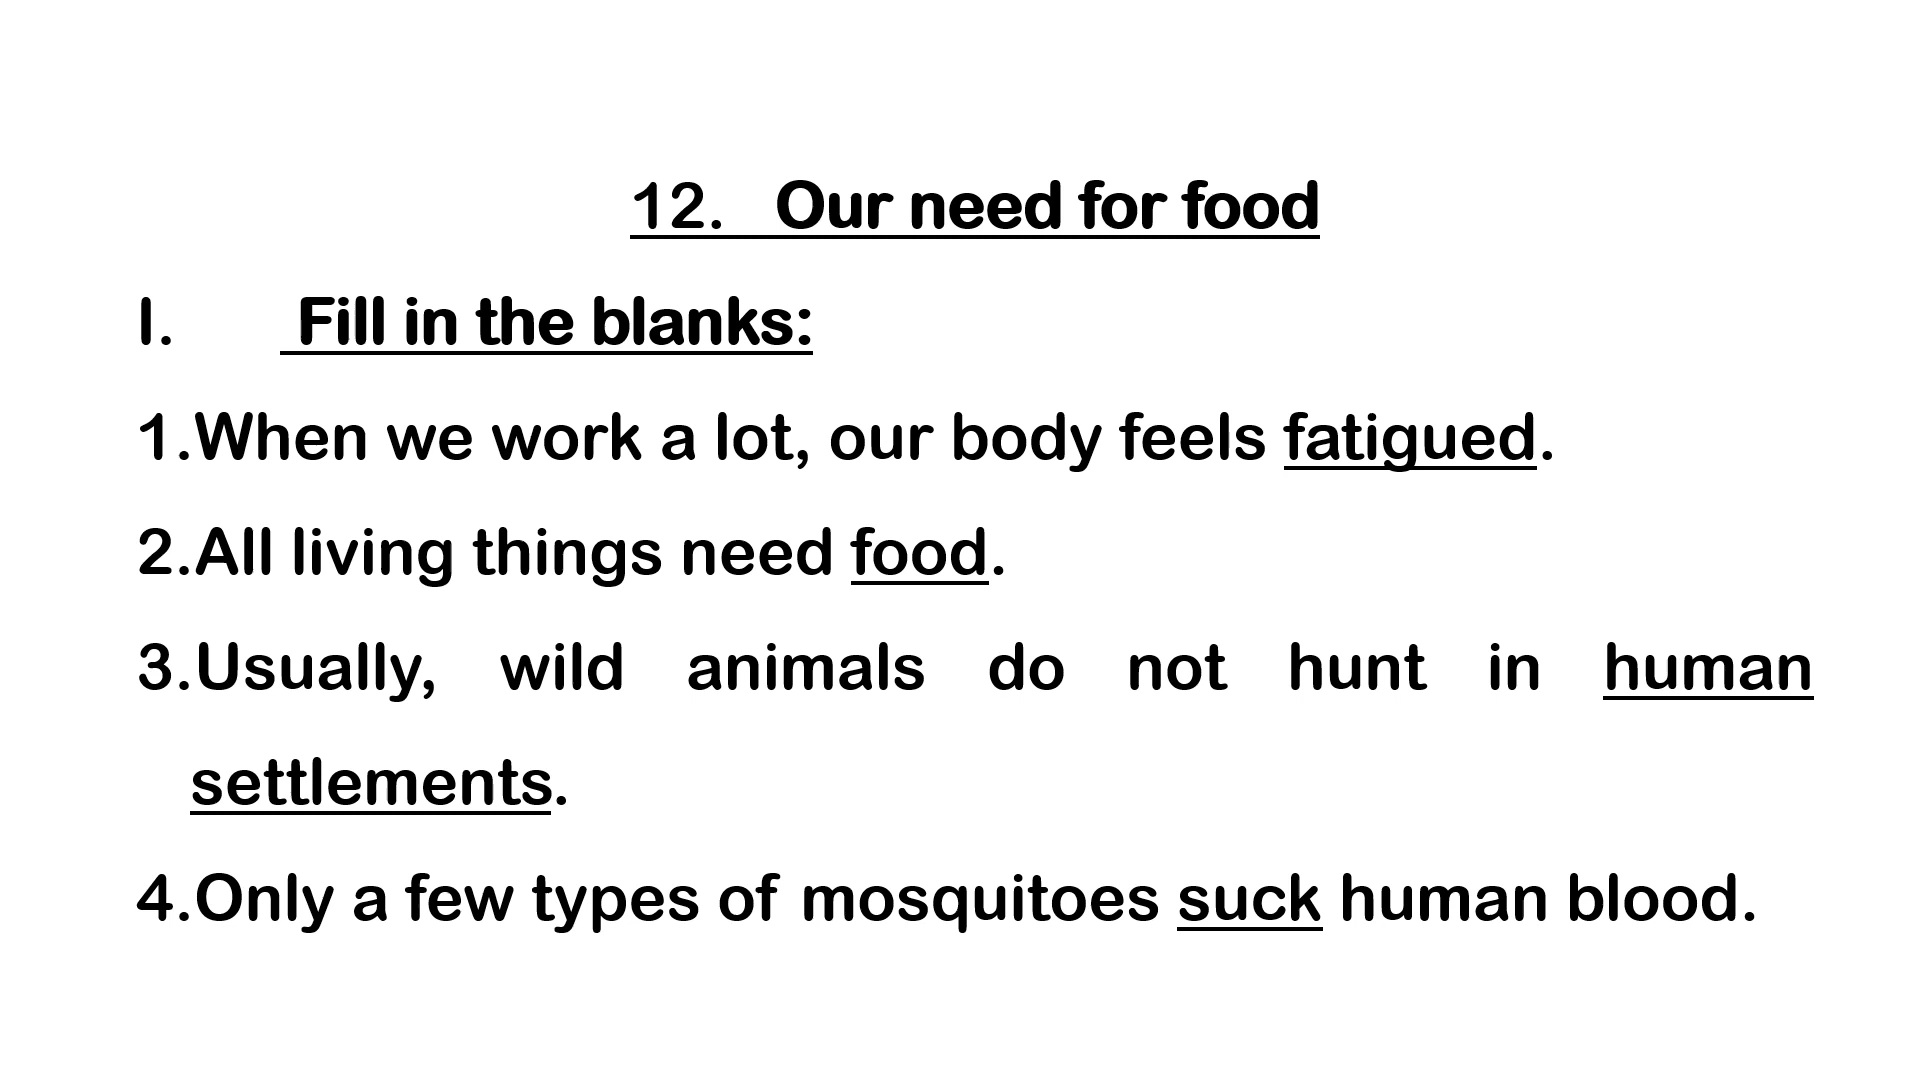 12. Our need for food
I. Fill in the blanks:
1.When we work a lot, our body feels fatigued.
2.All living things need food.
3.Usually, wild animals do not hunt in human
settlements.
4.Only a few types of mosquitoes suck human blood.